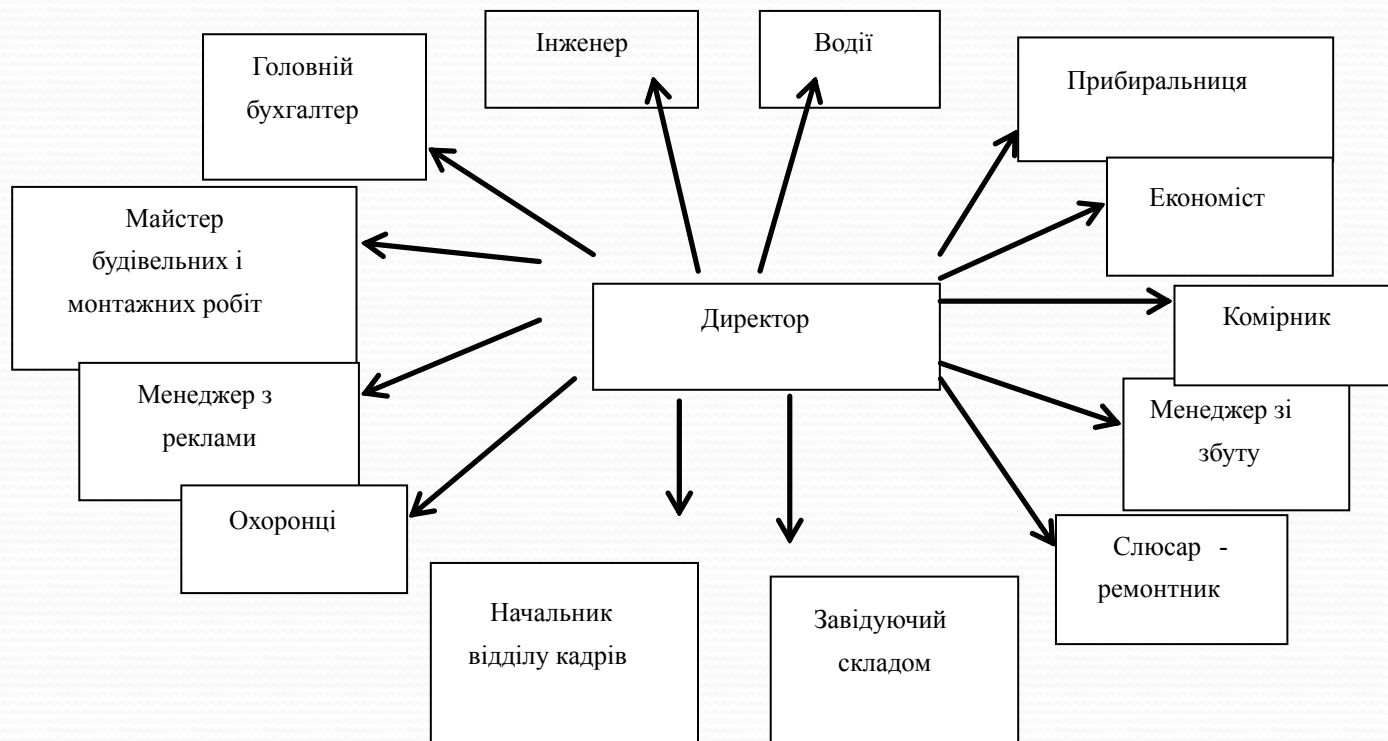 Інженер
Водії
Головній
бухгалтер
Прибиральниця
Економіст
Майстер
будівельних і
монтажних робіт
Директор
Комірник
Менеджер з
реклами
Менеджер зі
збуту
Охоронці
Слюсар -
ремонтник
Начальник
відділу кадрів
Завідуючий
складом